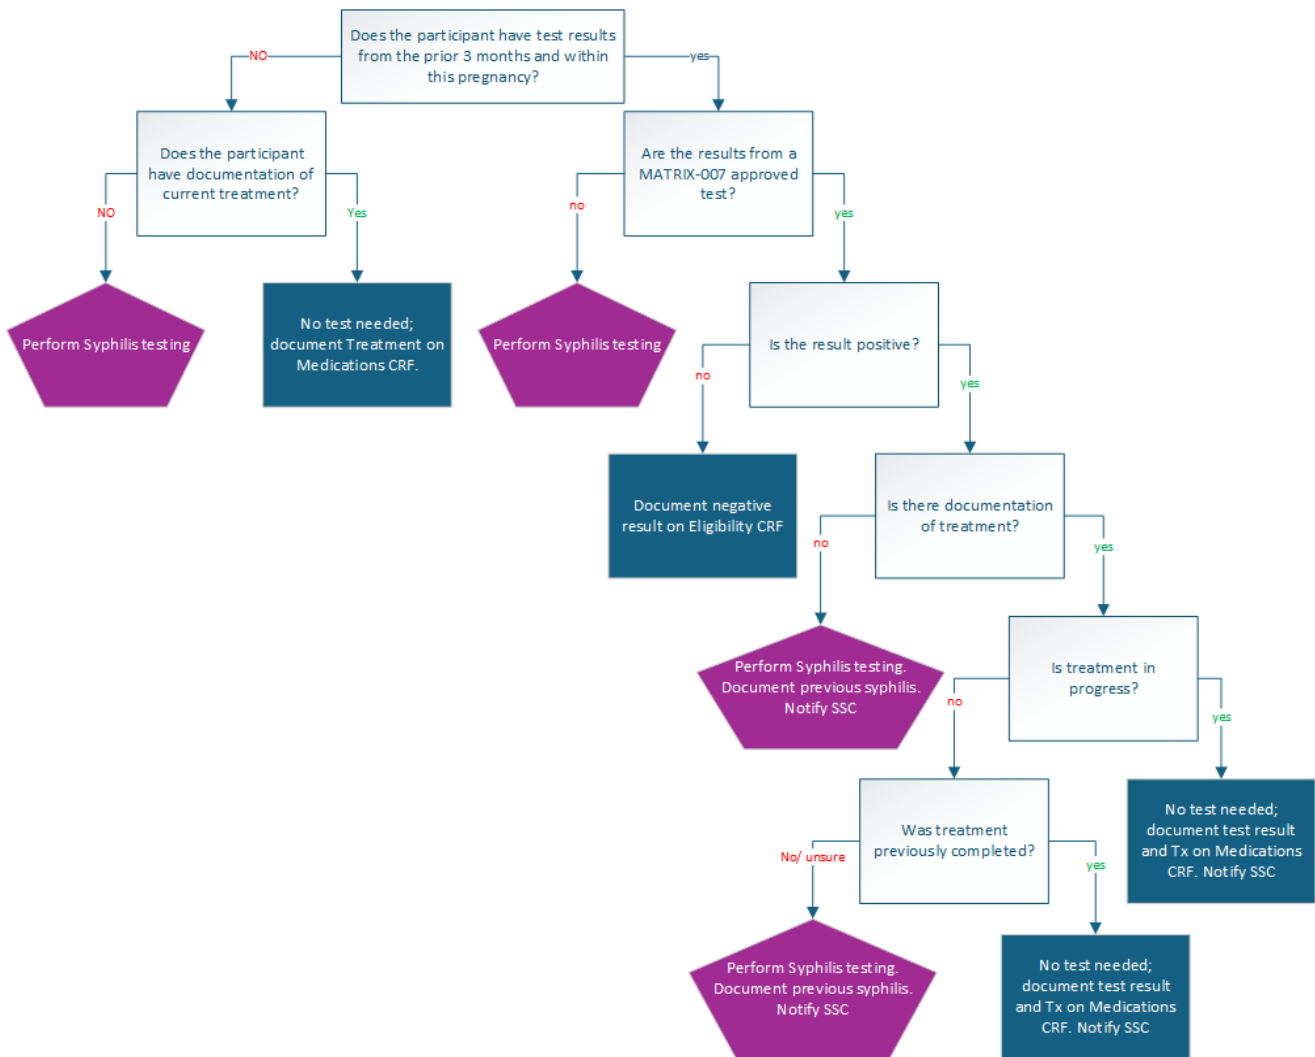 Does the participant have test results
from the prior 3 months and within
this pregnancy?
NO
yes
Does the participant
have documentation of
current treatment?
Are the results from a
MATRIX-007 approved
test?
NO
Yes
no
yes
Perform Syphilis testing
No test needed;
document Treatment on
Medications CRF.
Perform Syphilis testing
Is the result positive?
no
yes
Document negative
result on Eligibility CRF
Is there documentation
of treatment?
no
yes
Perform Syphilis testing.
Document previous syphilis.
Notify SSC
Is treatment in
progress?
no
yes
Was treatment
previously completed?
No test needed;
document test result
and Tx on Medications
CRF. Notify SSC
No/ unsure
yes
Perform Syphilis testing.
Document previous syphilis.
Notify SSC
No test needed;
document test result
and Tx on Medications
CRF. Notify SSC